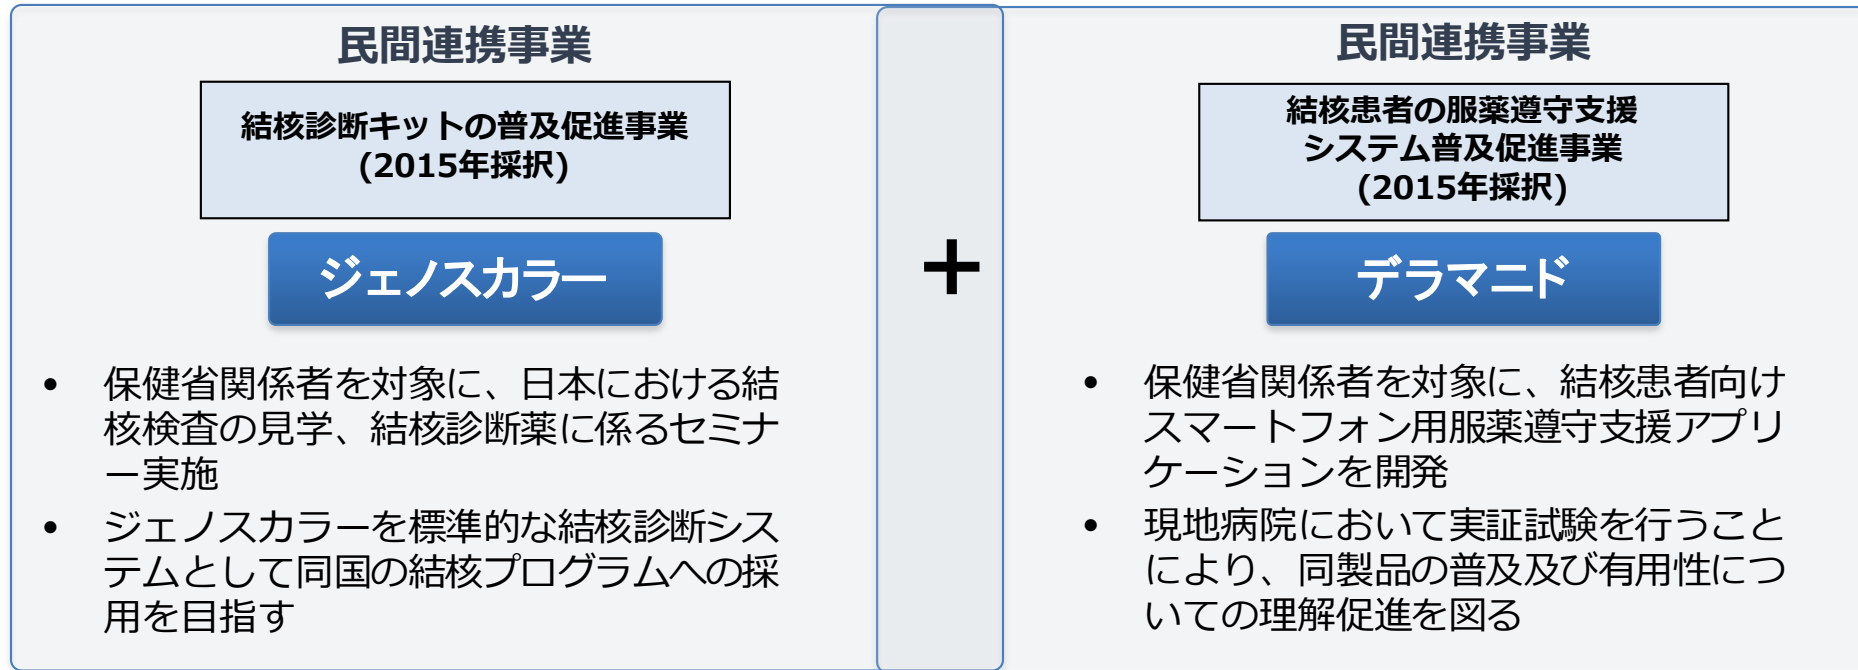 民間連携事業
結核診断キットの普及促進事業
(2015年採択)
ジェノスカラー
• 保健省関係者を対象に、日本における結
核検査の見学、結核診断薬に係るセミナ
ー実施
• ジェノスカラーを標準的な結核診断シス
テムとして同国の結核プログラムへの採
用を目指す
+
民間連携事業
結核患者の服薬遵守支援
システム普及促進事業
(2015年採択)
デラマニド
• 保健省関係者を対象に、結核患者向け
スマートフォン用服薬遵守支援アプリ
ケーションを開発
• 現地病院において実証試験を行うこと
により、同製品の普及及び有用性につ
いての理解促進を図る